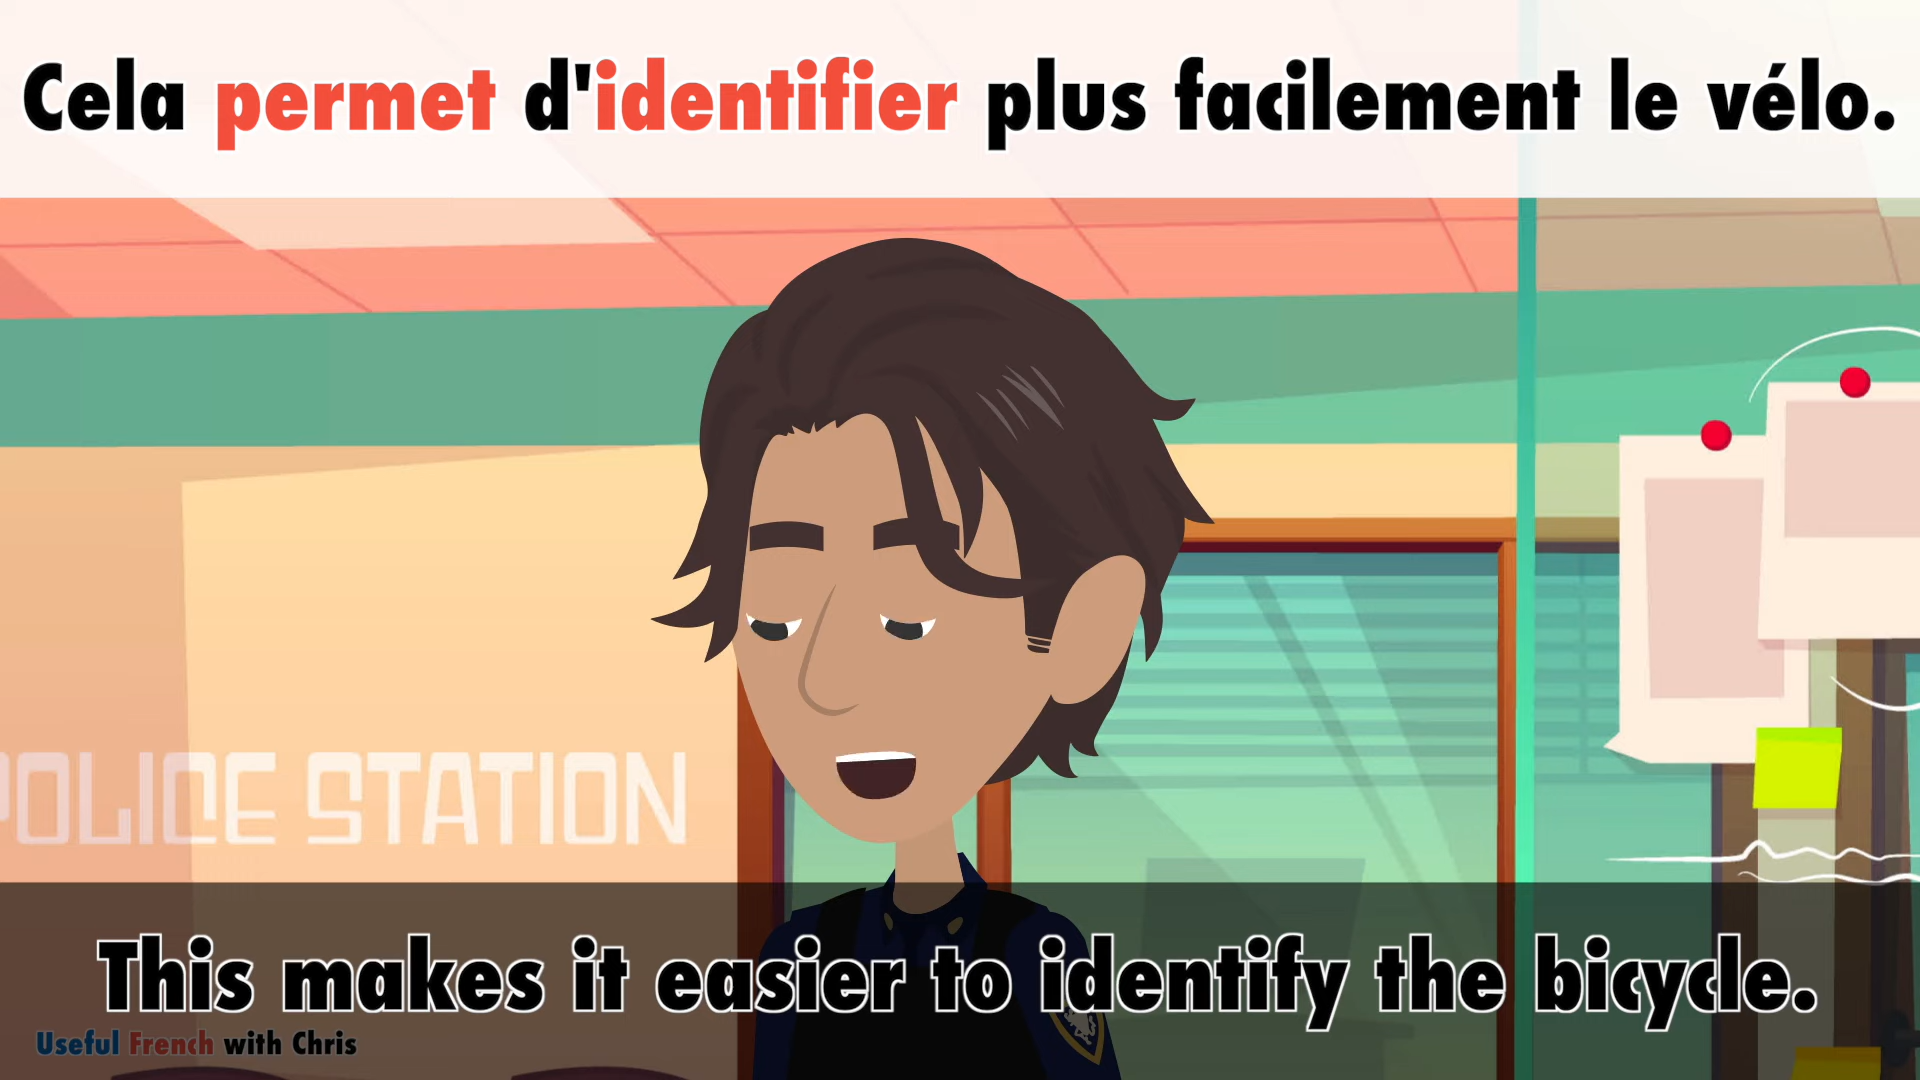 Cela permet d'identifier plus facilement le vélo.
POLICE STATION
This makes it easier to identify the bicycle.
Useful French with Chris